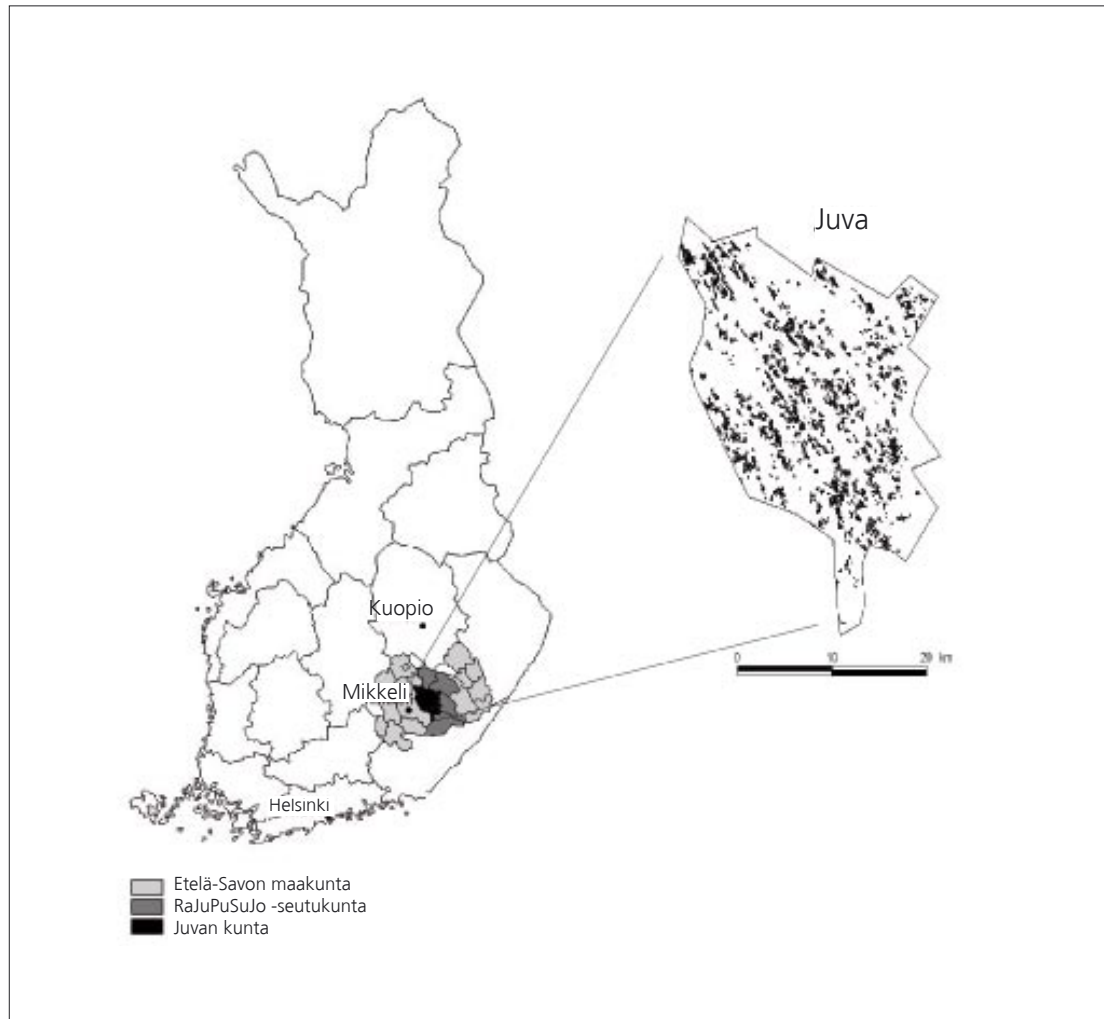 Juva
Kuopio
Mikkeli
Helsinki
0 10 20 km
Etelä-Savon maakunta
RaJuPuSuJo -seutukunta
Juvan kunta